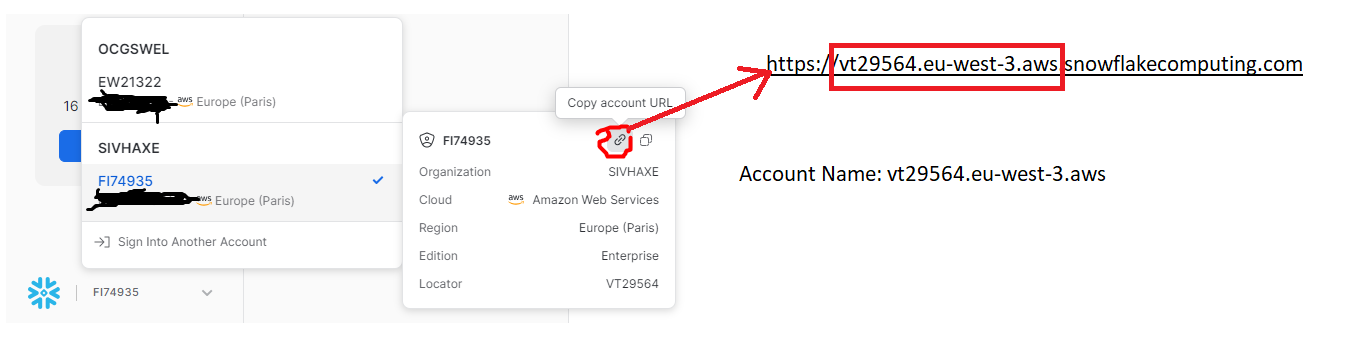 OCGSWEL
EW21322
aws Europe (Paris)
16
SIVHAXE
FI74935
aws Europe (Paris)
Sign Into Another Account
FI74935
Copy account URL
FI74935
Organization SIVHAXE
Cloud aws Amazon Web Services
Region Europe (Paris)
Edition Enterprise
Locator VT29564
https://vt29564.eu-west-3.aws.snowflakecomputing.com
Account Name: vt29564.eu-west-3.aws